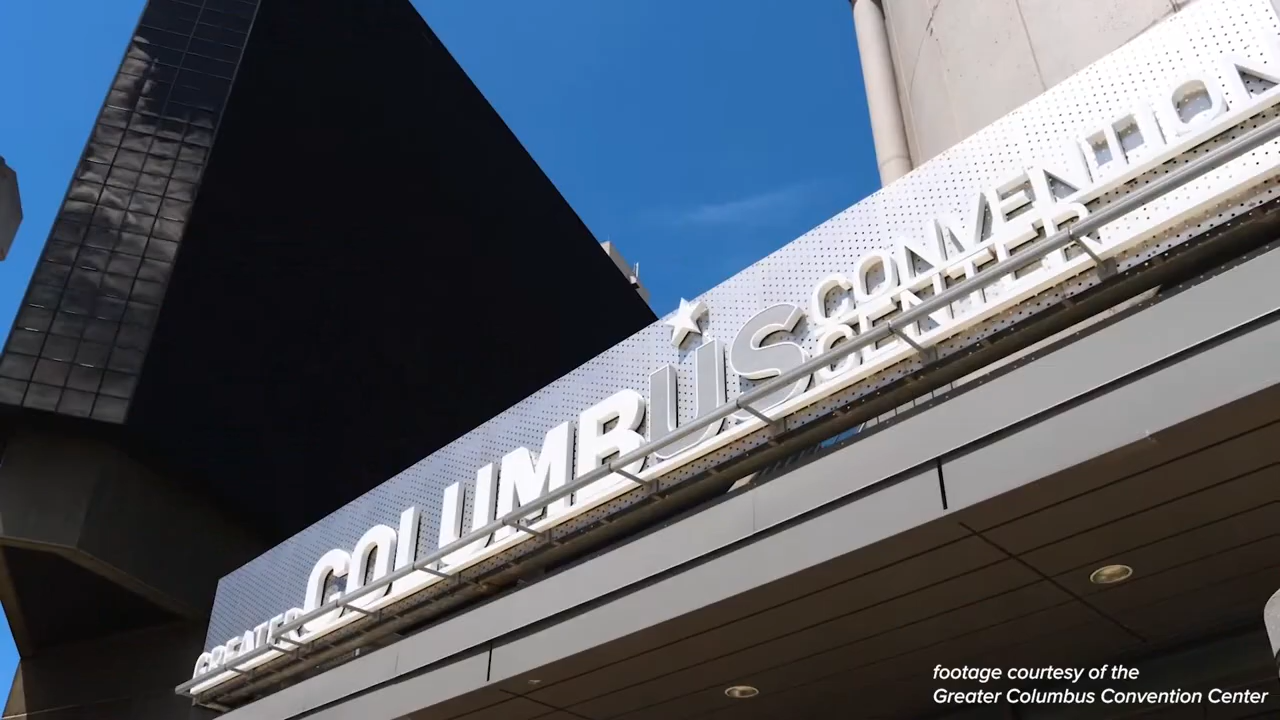 GREATER COLUMBUS CONVENTION
CENTER
footage courtesy of the
Greater Columbus Convention Center